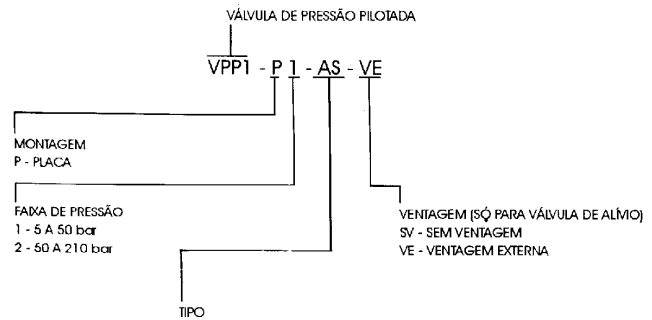 VÁLVULA DE PRESSÃO PILOTADA
VPP1 - P 1 - AS - VE
MONTAGEM
P - PLACA
FAIXA DE PRESSÃO
1 - 5 A 50 bar
2 - 50 A 210 bar
VENTAGEM (SÓ PARA VÁLVULA DE ALÍVIO)
SV - SEM VENTAGEM
VE - VENTAGEM EXTERNA
TIPO